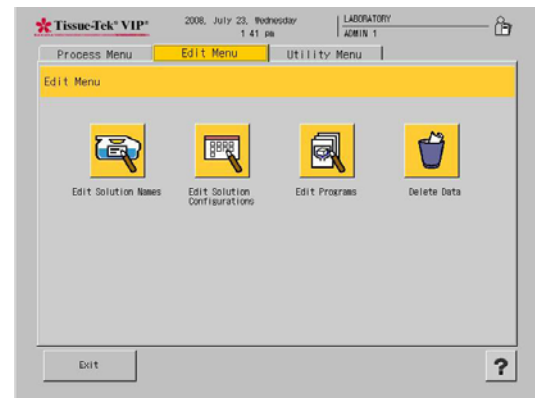 Tissue-Tek® VIP®
2008, July 23, Wednesday
1 41 PM
LABORATORY
ADMIN 1
Process Menu
Edit Menu
Utility Menu
Edit Menu
Edit Solution Names
Edit Solution
Configurations
Edit Programs
Delete Data
Exit
?